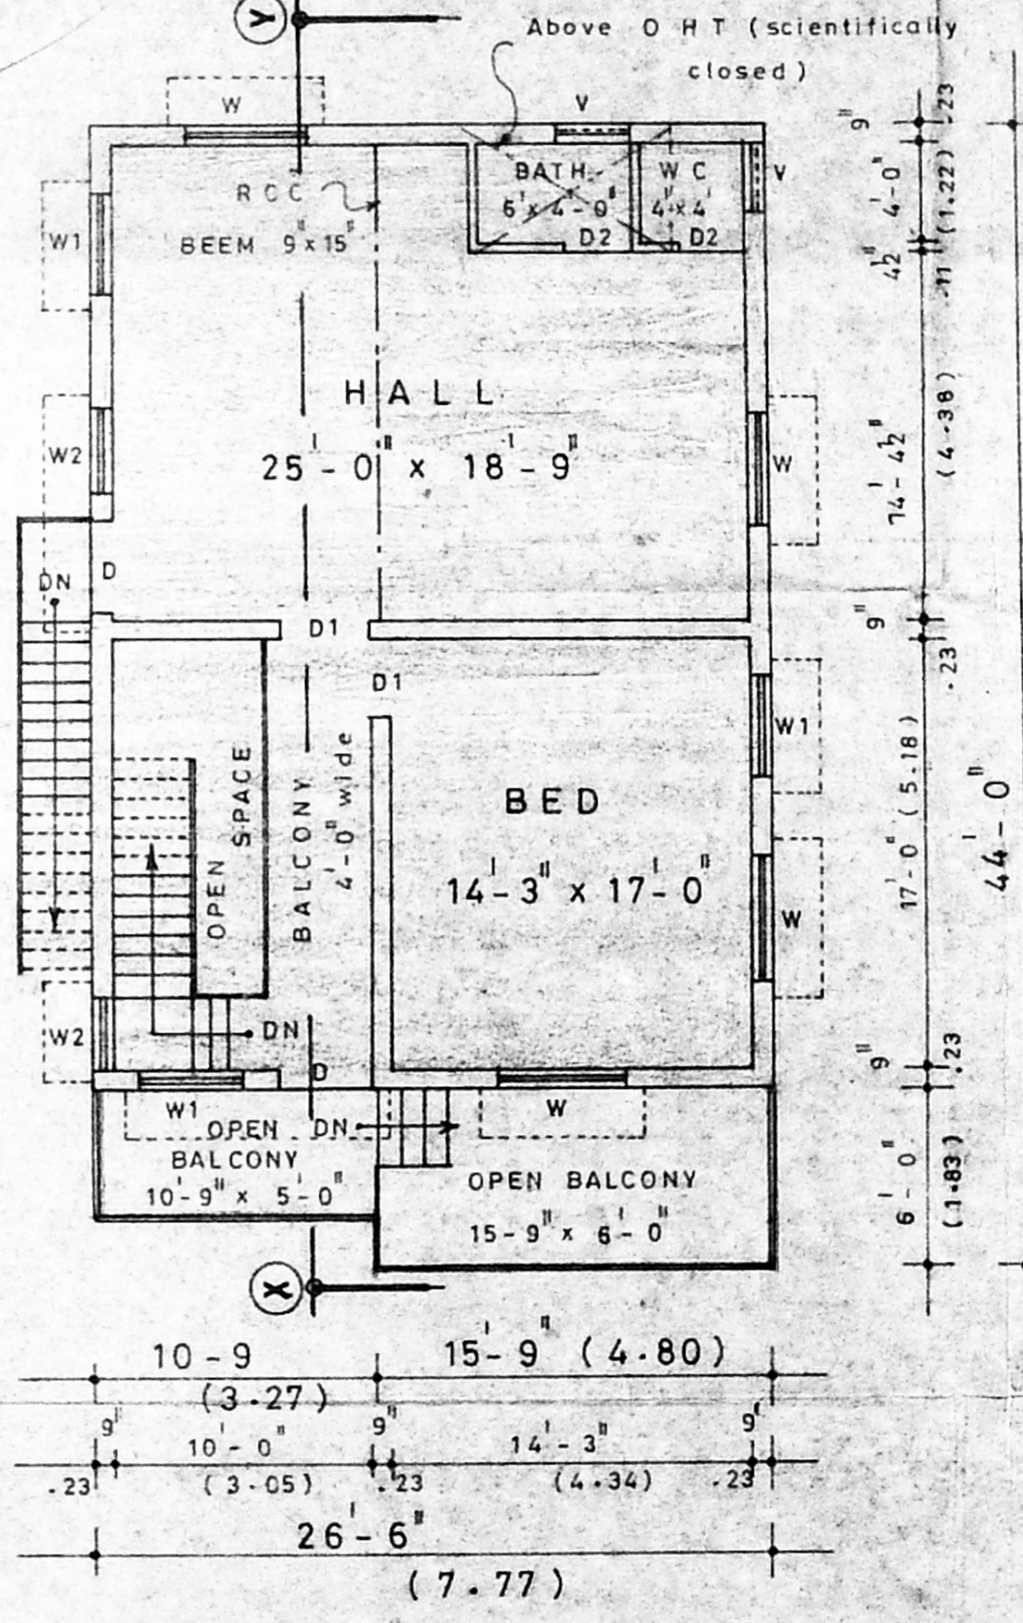 Y
Above O H T (scientifically
closed)
W
V
R C C
BEEM 9"x15"
BATH.
6'x4'-0"
W C
4'x4'
D2
D2
V
W1
H A L L
25'-0" x 18'-9"
W2
W
DN
D
D1
D1
W1
OPEN SPACE
BALCONY
4'-0" wide
BED
14'-3" x 17'-0"
W
W2
DN
D
W1
W
OPEN
DN
BALCONY
10'-9" x 5'-0"
OPEN BALCONY
15-9" x 6'-0"
X
9"
.23
4'-0"
(1.22)
4½"
.11
14'-4½"
(4.38)
9"
.23
17'-0" (5.18)
44'-0"
9"
.23
6'-0"
(1.83)
10-9
15'-9" (4.80)
(3.27)
9"
10'-0"
9"
14'-3"
9"
.23
(3.05)
.23
(4.34)
.23
26'-6"
(7.77)